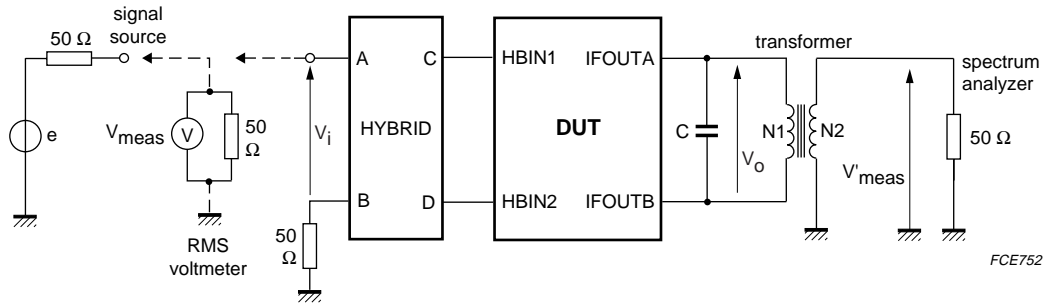 signal
source
50 Ω
e
V
meas
V
50
Ω
RMS
voltmeter
V
i
50
Ω
A
C
HYBRID
B
D
HBIN1
IFOUTA
DUT
HBIN2
IFOUTB
C
V
o
transformer
N1
N2
V'
meas
spectrum
analyzer
50 Ω
FCE752